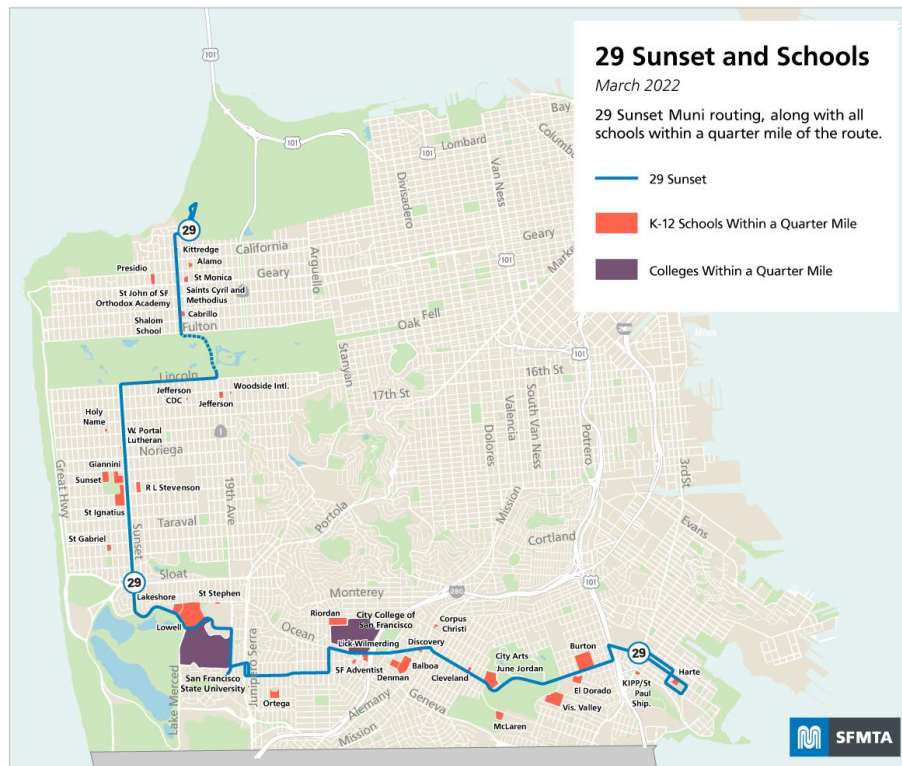 29 Sunset and Schools
March 2022
29 Sunset Muni routing, along with all
schools within a quarter mile of the route.
29 Sunset
K-12 Schools Within a Quarter Mile
Colleges Within a Quarter Mile
101
101
Lombard
101
Bay
Columbus
Van Ness
Divisadero
29
Kittredge
California
Alamo
Geary
Arguello
Geary
101
Market
Presidio
St Monica
St John of SF
Orthodox Academy
Saints Cyril and
Methodius
Shalom
School
Cabrillo
Fulton
Oak Fell
Stanyan
101
Lincoln
16th St
Jefferson
CDC
Jefferson
Woodside Intl.
17th St
Holy
Name
W. Portal
Lutheran
1
Noriega
Dolores
Valencia
South Van Ness
Potrero
3rd St
Great Hwy
Giannini
Sunset
R L Stevenson
19th Ave
St Ignatius
Taraval
Portola
Mission
Evans
St Gabriel
Sunset
Cortland
Sloat
29
Lakeshore
St Stephen
Monterey
280
101
Lowell
Riordan
City College of
San Francisco
Corpus
Christi
Ocean
Lick-Wilmerding
Discovery
Junipero Serra
SF Adventist
Denman
Balboa
Cleveland
City Arts
June Jordan
Burton
29
Harte
San Francisco
State University
Lake Merced
Ortega
Alemany
Geneva
El Dorado
KIPP/St
Paul
Ship.
Vis. Valley
McLaren
Mission
SFMTA